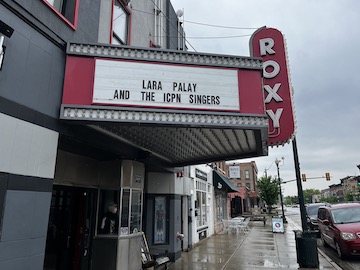 LARA PALAY
AND THE ICPN SINGERS
ROXY